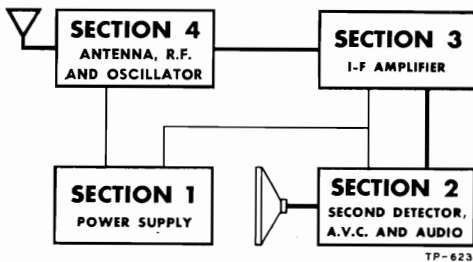 SECTION 4
ANTENNA, R.F.
AND OSCILLATOR
SECTION 3
I-F AMPLIFIER
SECTION 1
POWER SUPPLY
SECTION 2
SECOND DETECTOR,
A.V.C. AND AUDIO
TP-623